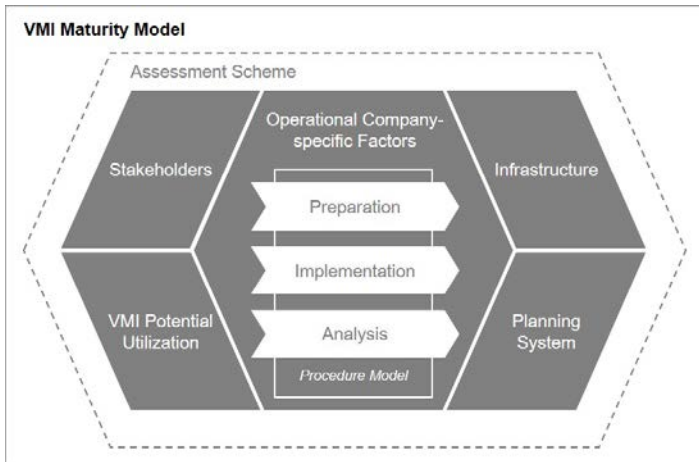 VMI Maturity Model
Assessment Scheme
Operational Company-
specific Factors
Stakeholders
Infrastructure
Preparation
Implementation
Analysis
VMI Potential
Utilization
Planning
System
Procedure Model